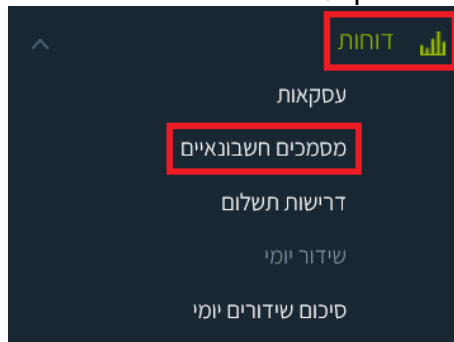 דוחות
עסקאות
מסמכים חשבונאיים
דרישות תשלום
שידור יומי
סיכום שידורים יומי